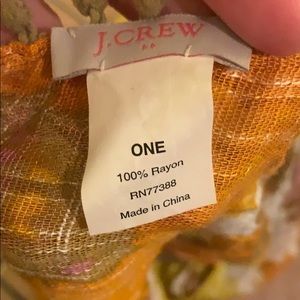 J.CREW
ONE
100% Rayon
RN77388
Made in China